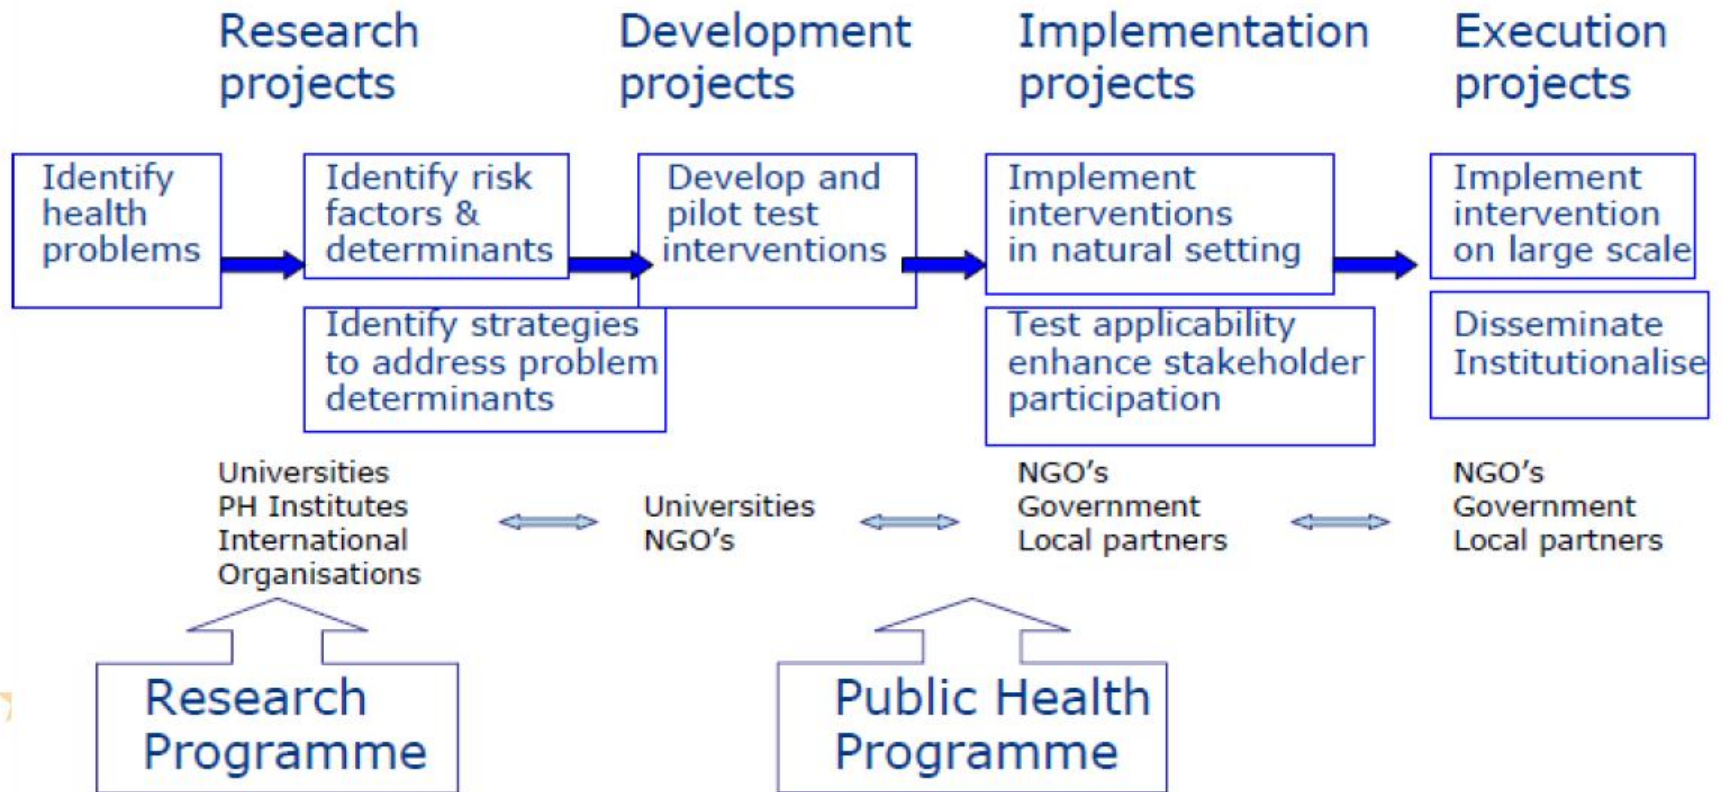 Research
projects
Development
projects
Implementation
projects
Execution
projects
Identify
health
problems
Identify risk
factors &
determinants
Identify strategies
to address problem
determinants
Develop and
pilot test
interventions
Implement
interventions
in natural setting
Test applicability
enhance stakeholder
participation
Implement
intervention
on large scale
Disseminate
Institutionalise
Universities
PH Institutes
International
Organisations
Universities
NGO’s
NGO’s
Government
Local partners
NGO’s
Government
Local partners
Research
Programme
Public Health
Programme